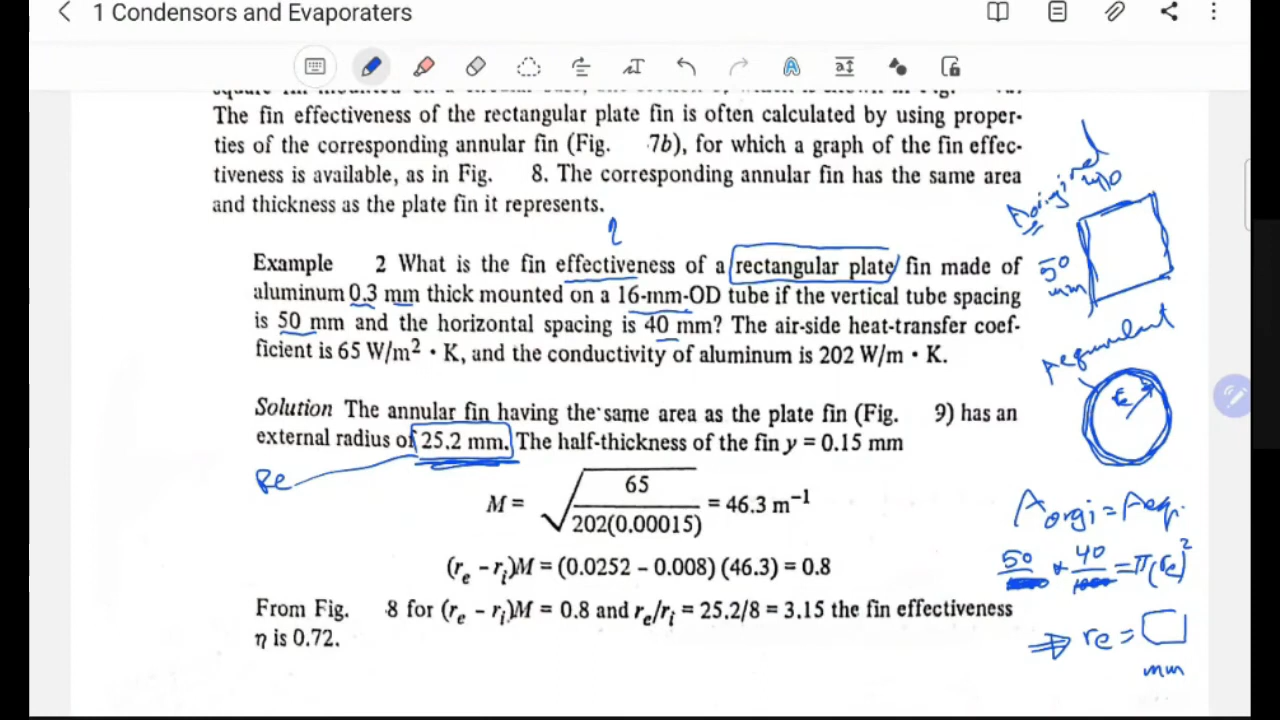 1 Condensors and Evaporaters
The fin effectiveness of the rectangular plate fin is often calculated by using proper-
ties of the corresponding annular fin (Fig. 7b), for which a graph of the fin effec-
tiveness is available, as in Fig. 8. The corresponding annular fin has the same area
and thickness as the plate fin it represents.
η
Example 2 What is the fin effectiveness of a rectangular plate fin made of
aluminum 0.3 mm thick mounted on a 16-mm-OD tube if the vertical tube spacing
is 50 mm and the horizontal spacing is 40 mm? The air-side heat-transfer coef-
ficient is 65 W/m² · K, and the conductivity of aluminum is 202 W/m · K.
Solution The annular fin having the same area as the plate fin (Fig. 9) has an
external radius of 25.2 mm. The half-thickness of the fin y = 0.15 mm
Re
M = √65/202(0.00015) = 46.3 m⁻¹
(re - ri)M = (0.0252 - 0.008) (46.3) = 0.8
From Fig. 8 for (re - ri)M = 0.8 and re/ri = 25.2/8 = 3.15 the fin effectiveness
η is 0.72.
Aoriginal
40
50
mm
Aequivalent
re
Aorgi = Aeq.
50 * 40 = π(re)²
⇒ re =
mm